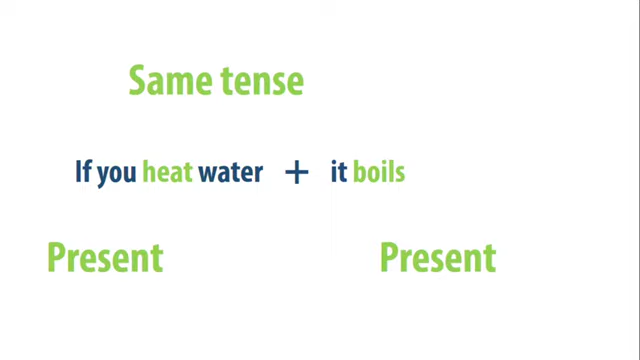 Same tense
If you heat water + it boils
Present Present